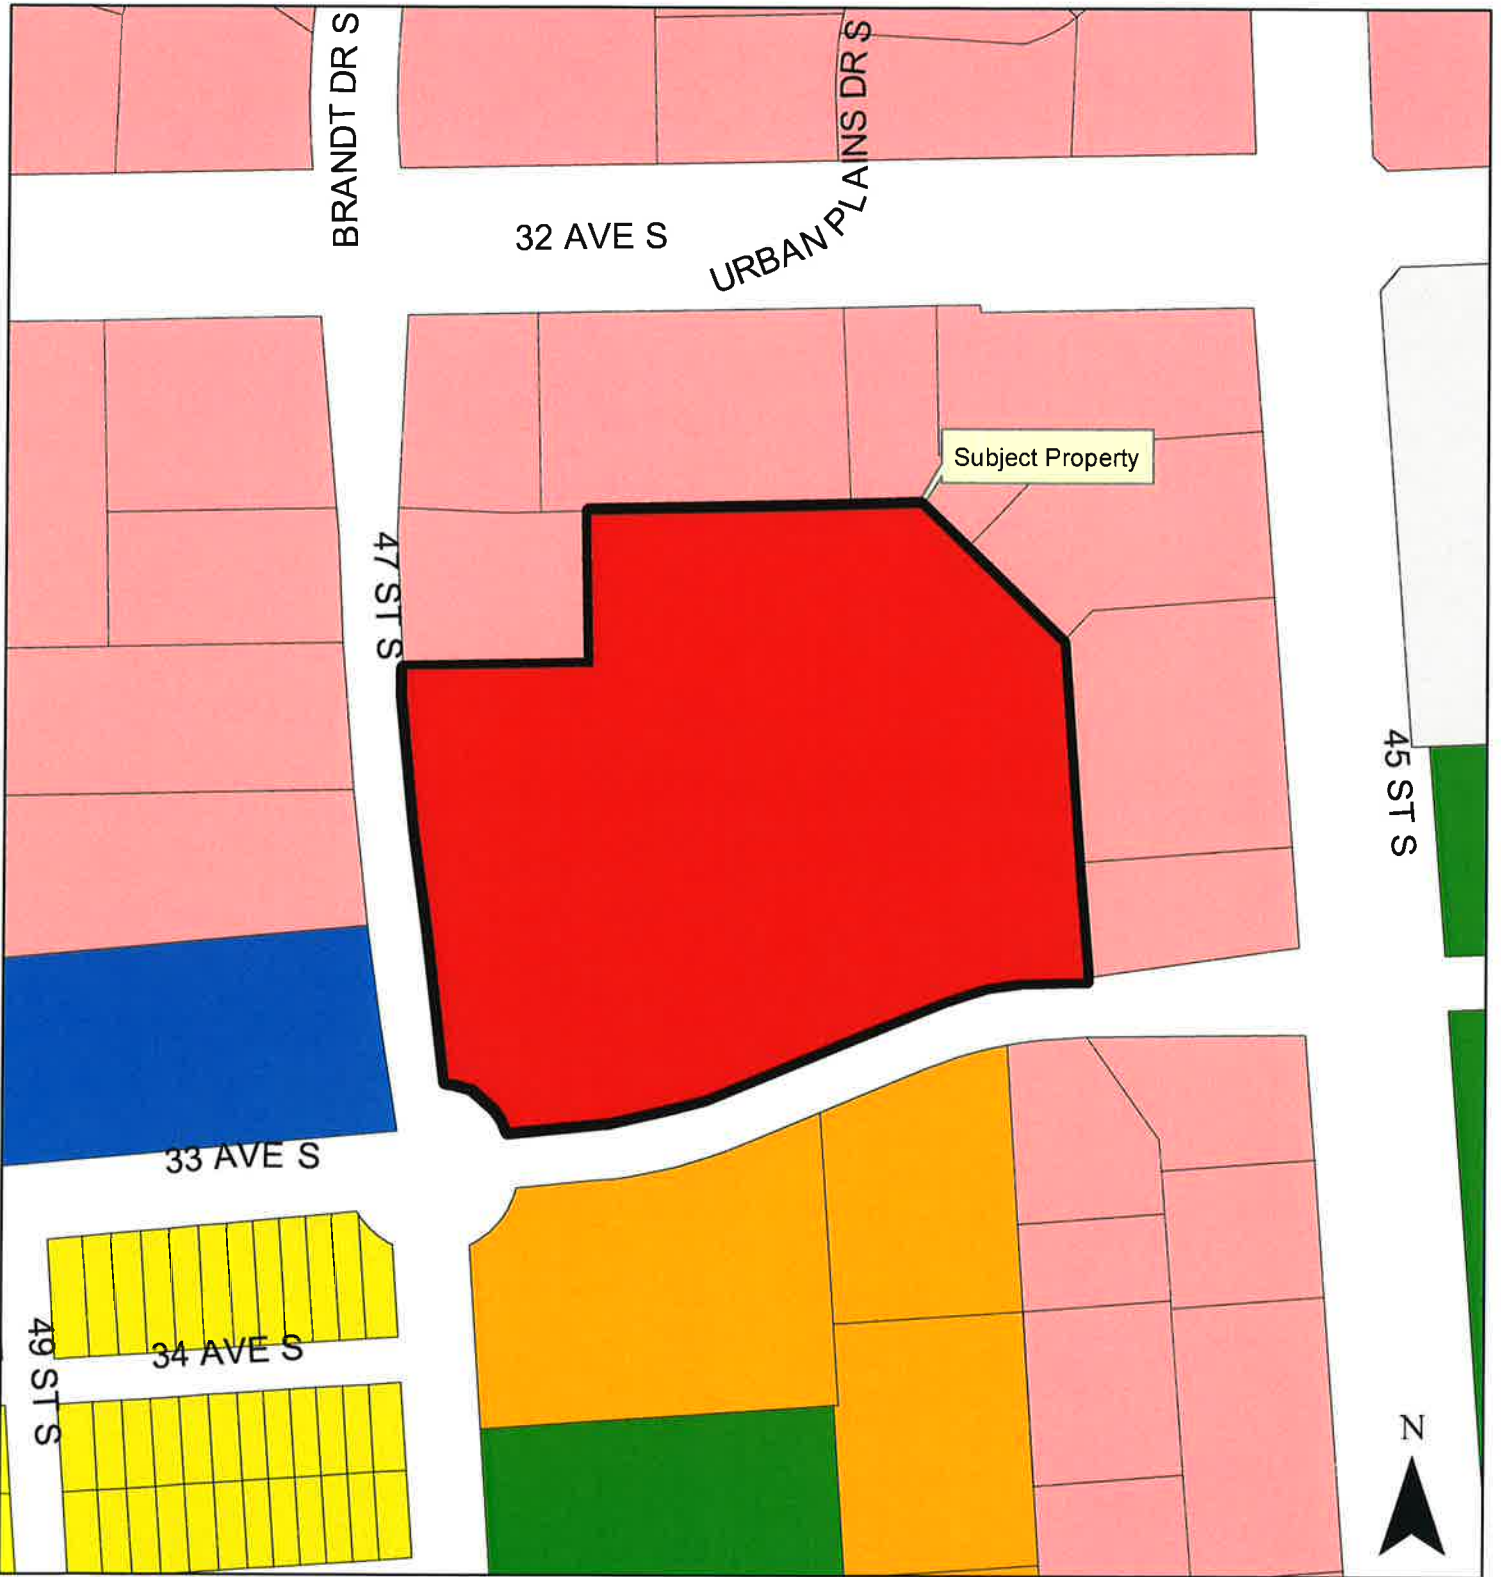 BRANDT DR S
URBAN PLAINS DR S
32 AVE S
Subject Property
47 ST S
45 ST S
33 AVE S
34 AVE S
49 ST S
N